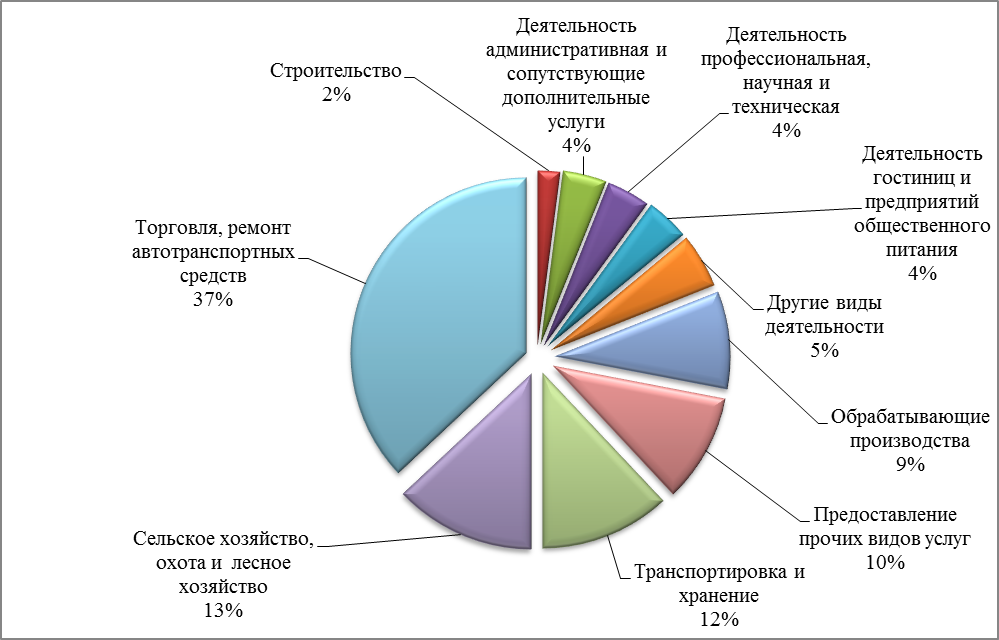 Строительство
2%
Деятельность
административная и
сопутствующие
дополнительные
услуги
4%
Деятельность
профессиональная,
научная и
техническая
4%
Деятельность
гостиниц и
предприятий
общественного
питания
4%
Другие виды
деятельности
5%
Обрабатывающие
производства
9%
Предоставление
прочих видов услуг
10%
Транспортировка и
хранение
12%
Сельское хозяйство,
охота и лесное
хозяйство
13%
Торговля, ремонт
автотранспортных
средств
37%